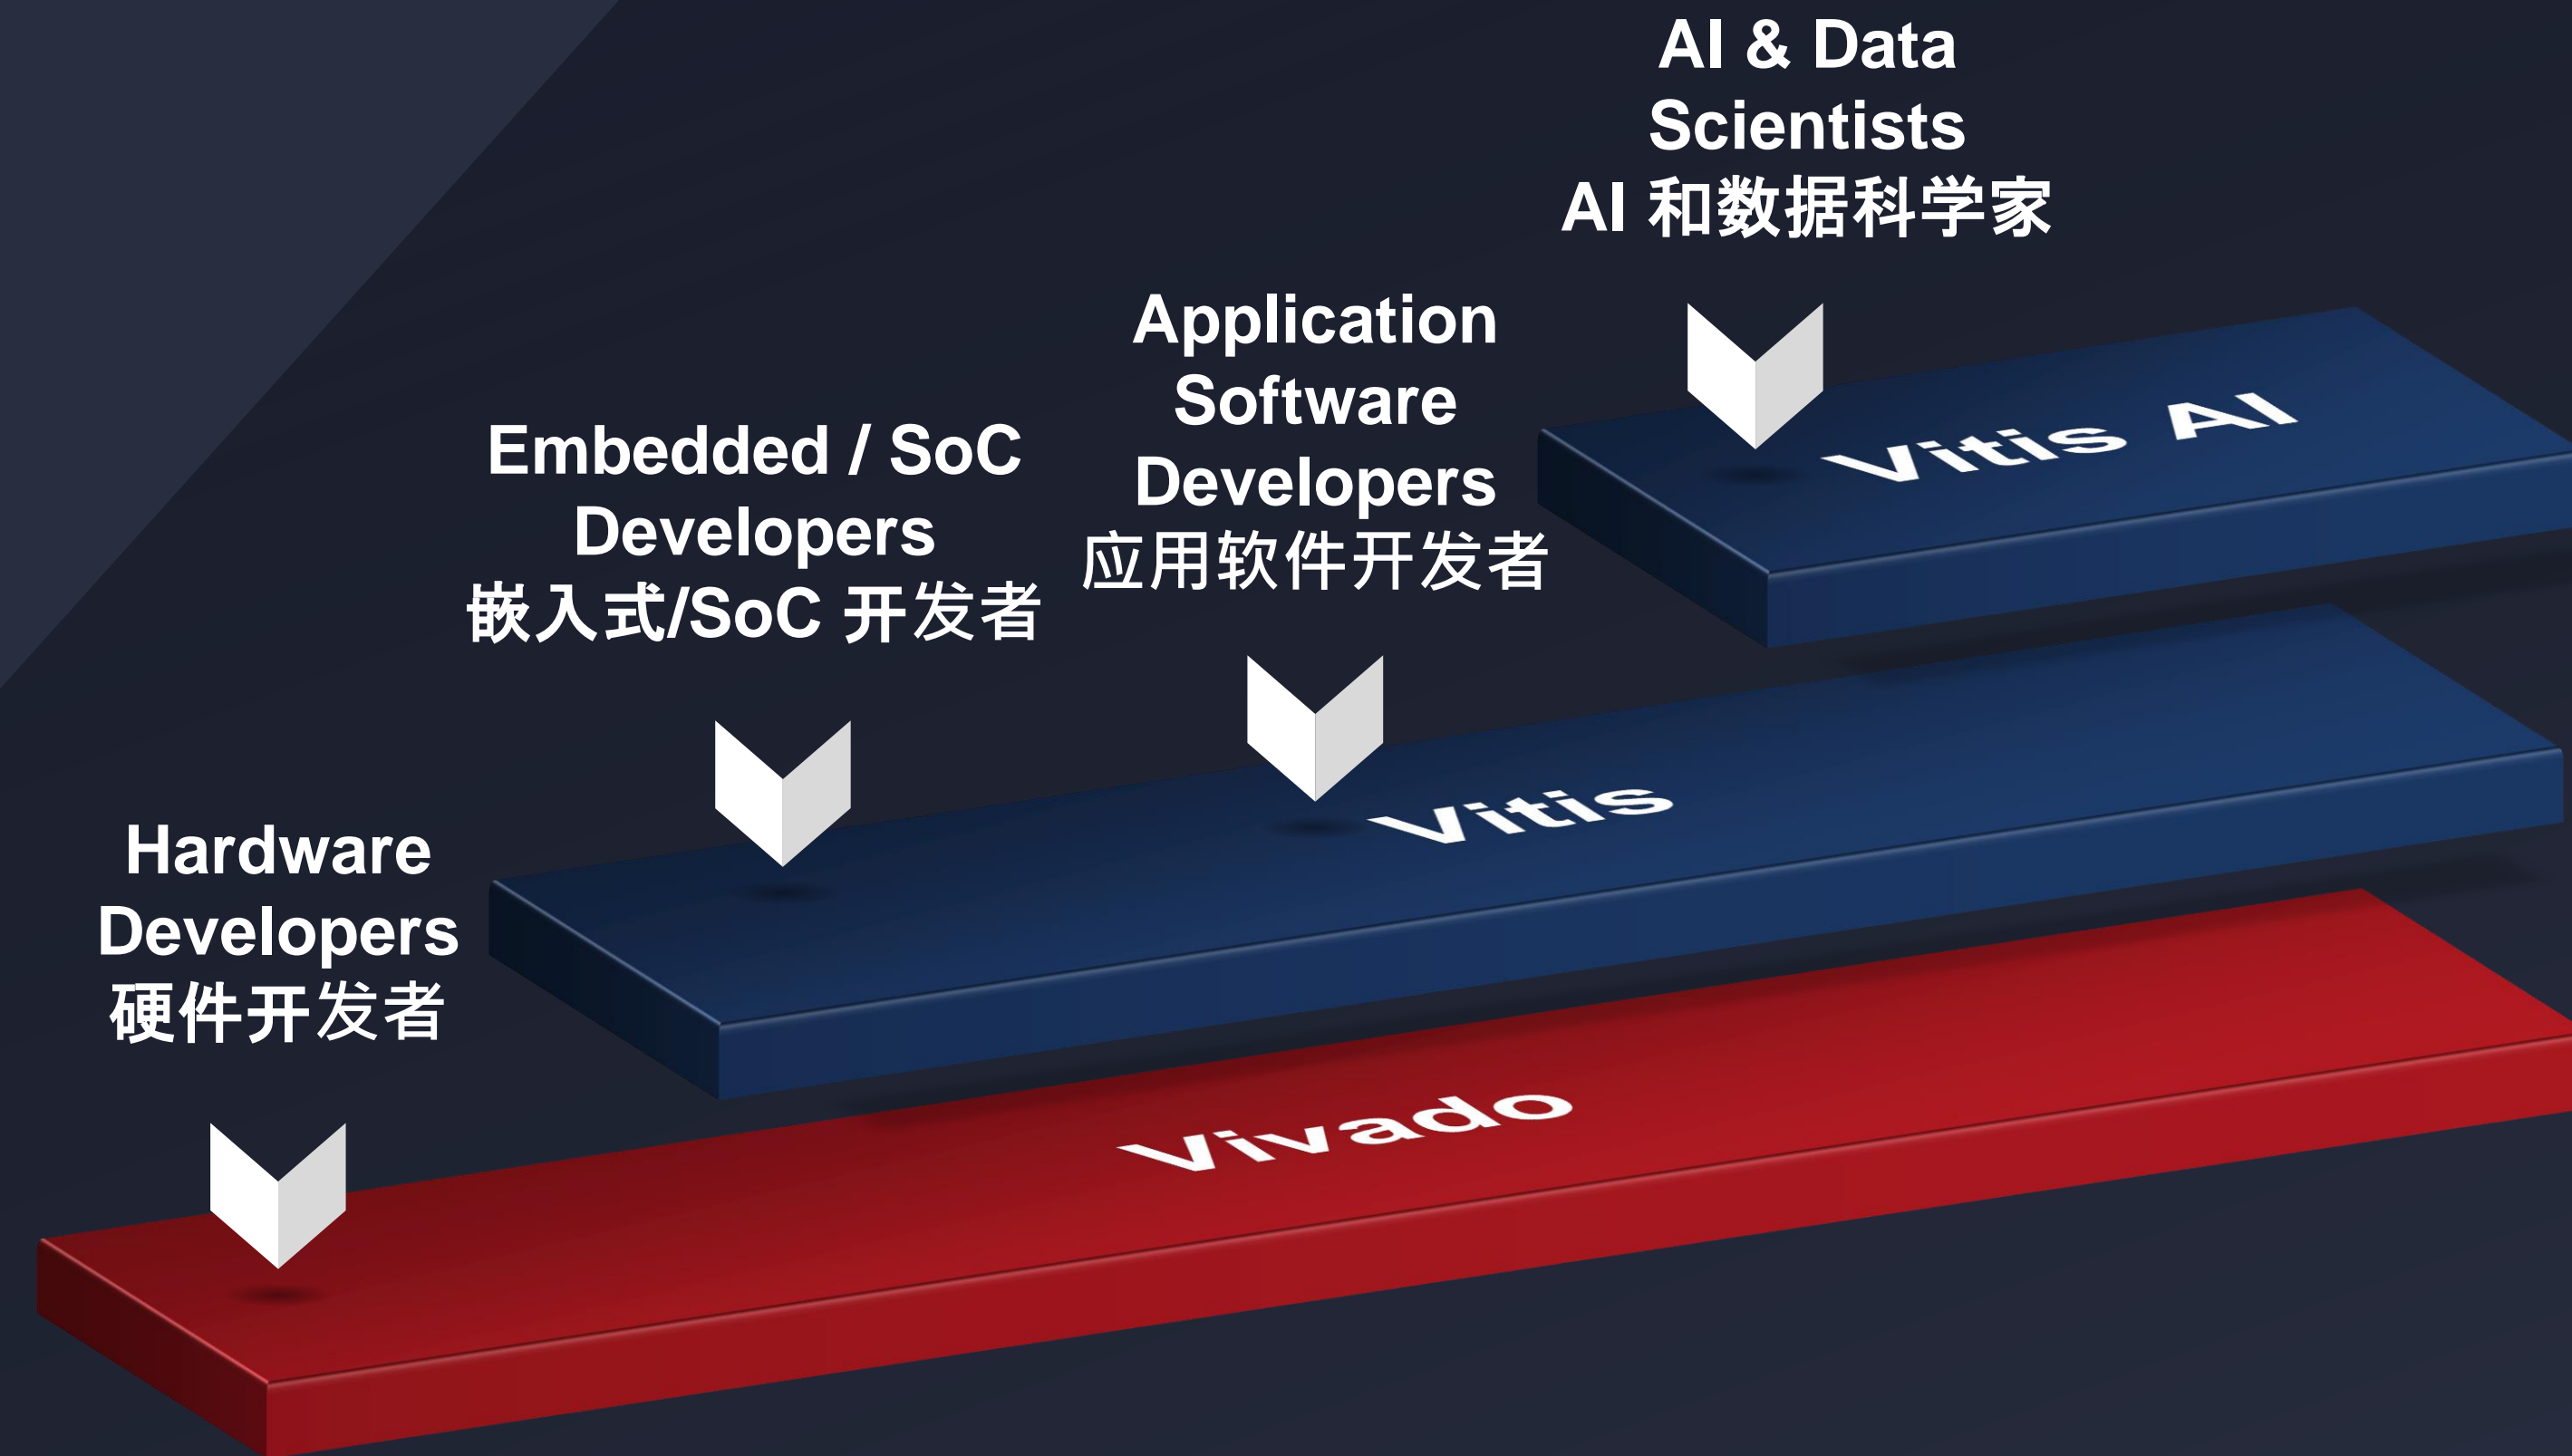 AI & Data
Scientists
AI 和数据科学家
Application
Software
Developers
应用软件开发者
Embedded / SoC
Developers
嵌入式/SoC 开发者
Hardware
Developers
硬件开发者
Vitis AI
Vitis
Vivado